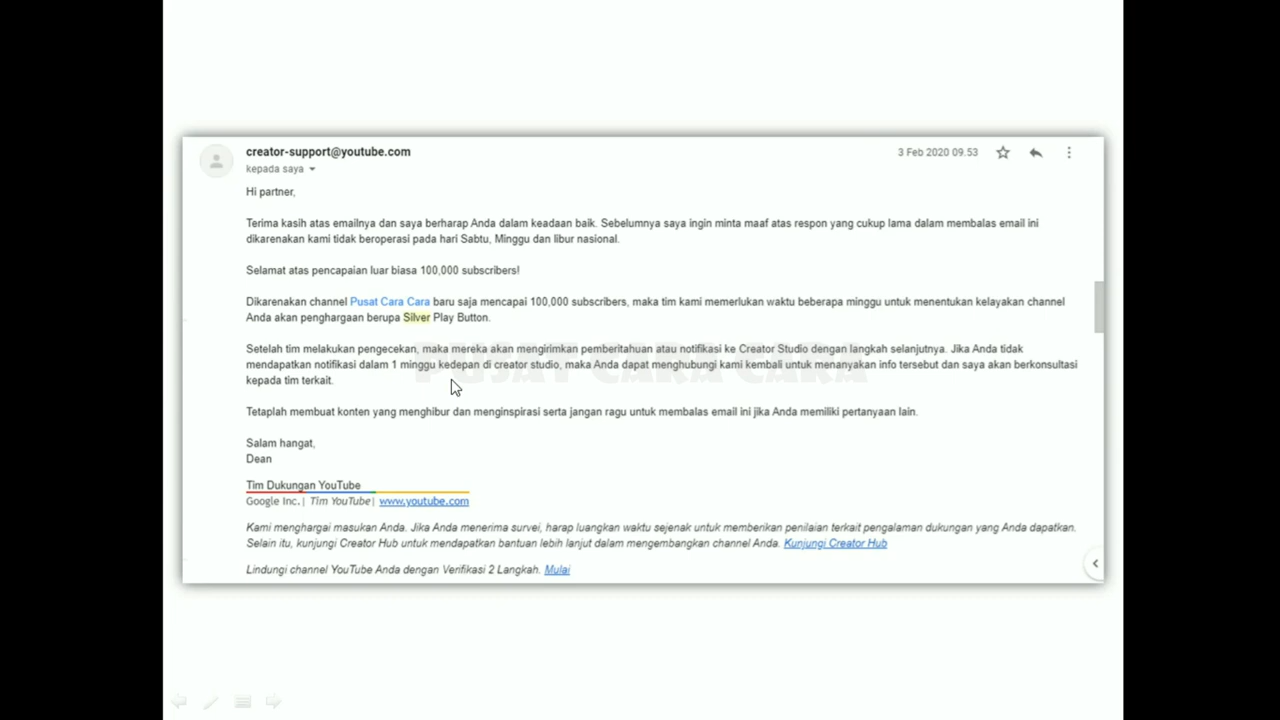 creator-support@youtube.com
3 Feb 2020 09.53
kepada saya
Hi partner,
Terima kasih atas emailnya dan saya berharap Anda dalam keadaan baik. Sebelumnya saya ingin minta maaf atas respon yang cukup lama dalam membalas email ini
dikarenakan kami tidak beroperasi pada hari Sabtu, Minggu dan libur nasional.
Selamat atas pencapaian luar biasa 100,000 subscribers!
Dikarenakan channel Pusat Cara Cara baru saja mencapai 100,000 subscribers, maka tim kami memerlukan waktu beberapa minggu untuk menentukan kelayakan channel
Anda akan penghargaan berupa Silver Play Button.
Setelah tim melakukan pengecekan, maka mereka akan mengirimkan pemberitahuan atau notifikasi ke Creator Studio dengan langkah selanjutnya. Jika Anda tidak
mendapatkan notifikasi dalam 1 minggu kedepan di creator studio, maka Anda dapat menghubungi kami kembali untuk menanyakan info tersebut dan saya akan berkonsultasi
kepada tim terkait.
PUSAT CARA CARA
Tetaplah membuat konten yang menghibur dan menginspirasi serta jangan ragu untuk membalas email ini jika Anda memiliki pertanyaan lain.
Salam hangat,
Dean
Tim Dukungan YouTube
Google Inc. | Tim YouTube | www.youtube.com
Kami menghargai masukan Anda. Jika Anda menerima survei, harap luangkan waktu sejenak untuk memberikan penilaian terkait pengalaman dukungan yang Anda dapatkan.
Selain itu, kunjungi Creator Hub untuk mendapatkan bantuan lebih lanjut dalam mengembangkan channel Anda. Kunjungi Creator Hub
Lindungi channel YouTube Anda dengan Verifikasi 2 Langkah. Mulai